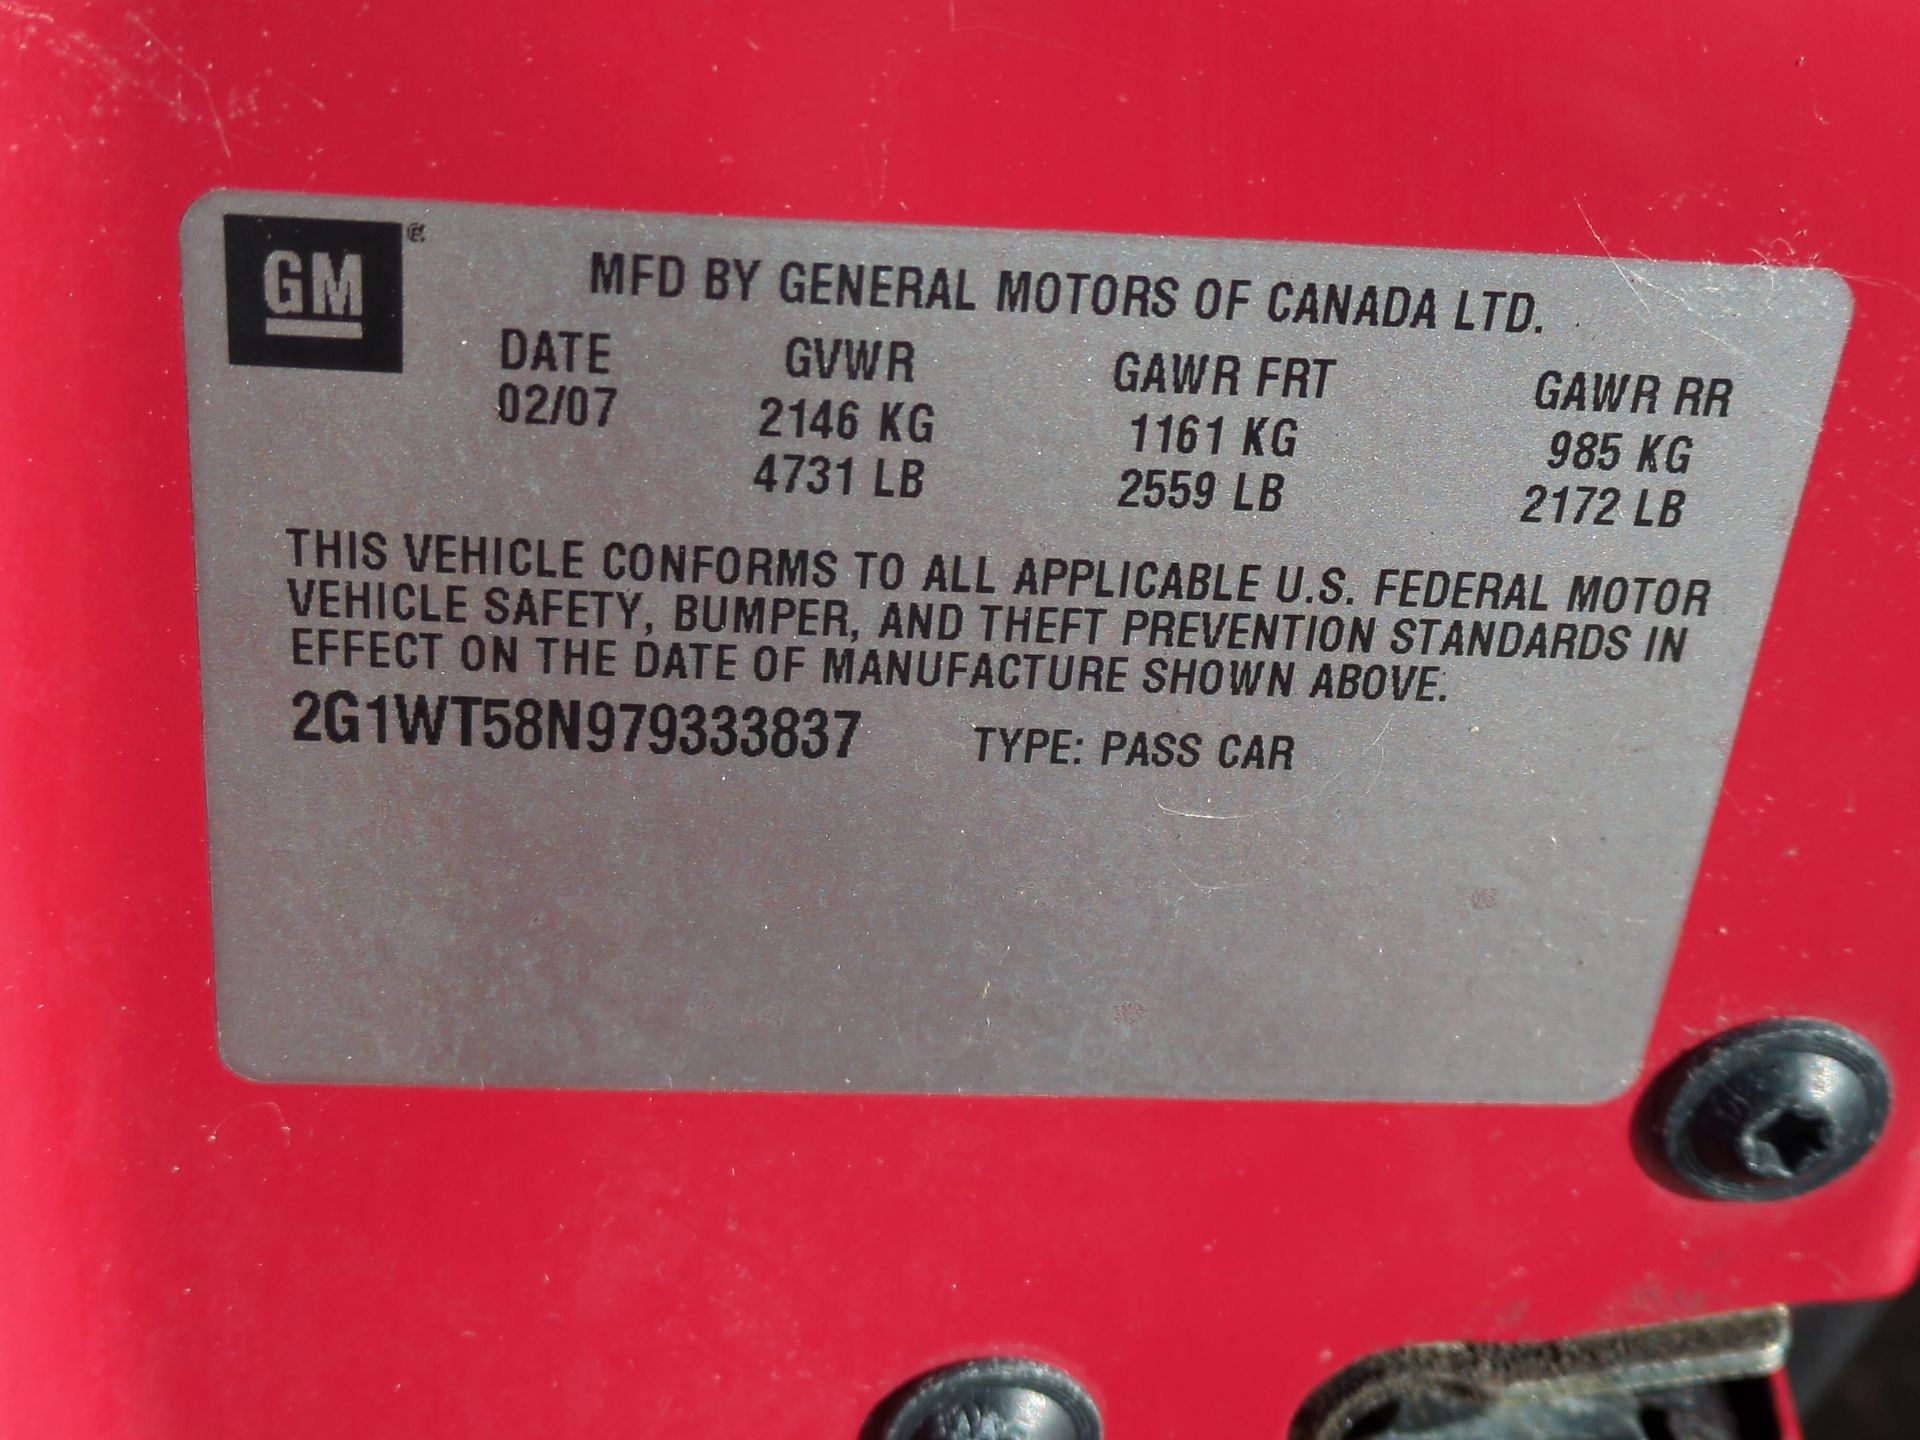 GM ®
MFD BY GENERAL MOTORS OF CANADA LTD.
DATE GVWR GAWR FRT GAWR RR
02/07 2146 KG 1161 KG 985 KG
4731 LB 2559 LB 2172 LB
THIS VEHICLE CONFORMS TO ALL APPLICABLE U.S. FEDERAL MOTOR
VEHICLE SAFETY, BUMPER, AND THEFT PREVENTION STANDARDS IN
EFFECT ON THE DATE OF MANUFACTURE SHOWN ABOVE.
2G1WT58N979333837 TYPE: PASS CAR